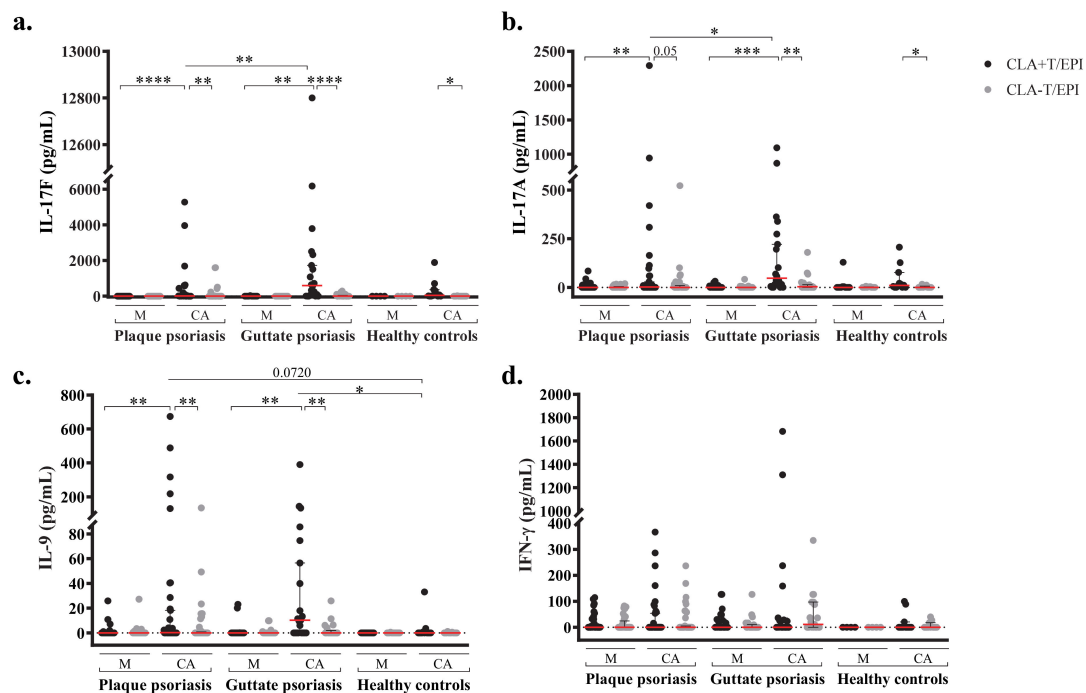 a.
13000
12800
12600
6000
4000
2000
0
IL-17F (pg/mL)
**
**** ** ** **** *
M CA M CA M CA
Plaque psoriasis Guttate psoriasis Healthy controls
b.
2500
2000
1500
1000
500
250
0
IL-17A (pg/mL)
*
** 0.05 *** ** *
M CA M CA M CA
Plaque psoriasis Guttate psoriasis Healthy controls
CLA+T/EPI
CLA-T/EPI
c.
800
600
400
200
80
60
40
20
0
IL-9 (pg/mL)
0.0720
*
** ** ** **
M CA M CA M CA
Plaque psoriasis Guttate psoriasis Healthy controls
d.
2000
1800
1600
1400
1200
1000
400
300
200
100
0
IFN-γ (pg/mL)
M CA M CA M CA
Plaque psoriasis Guttate psoriasis Healthy controls